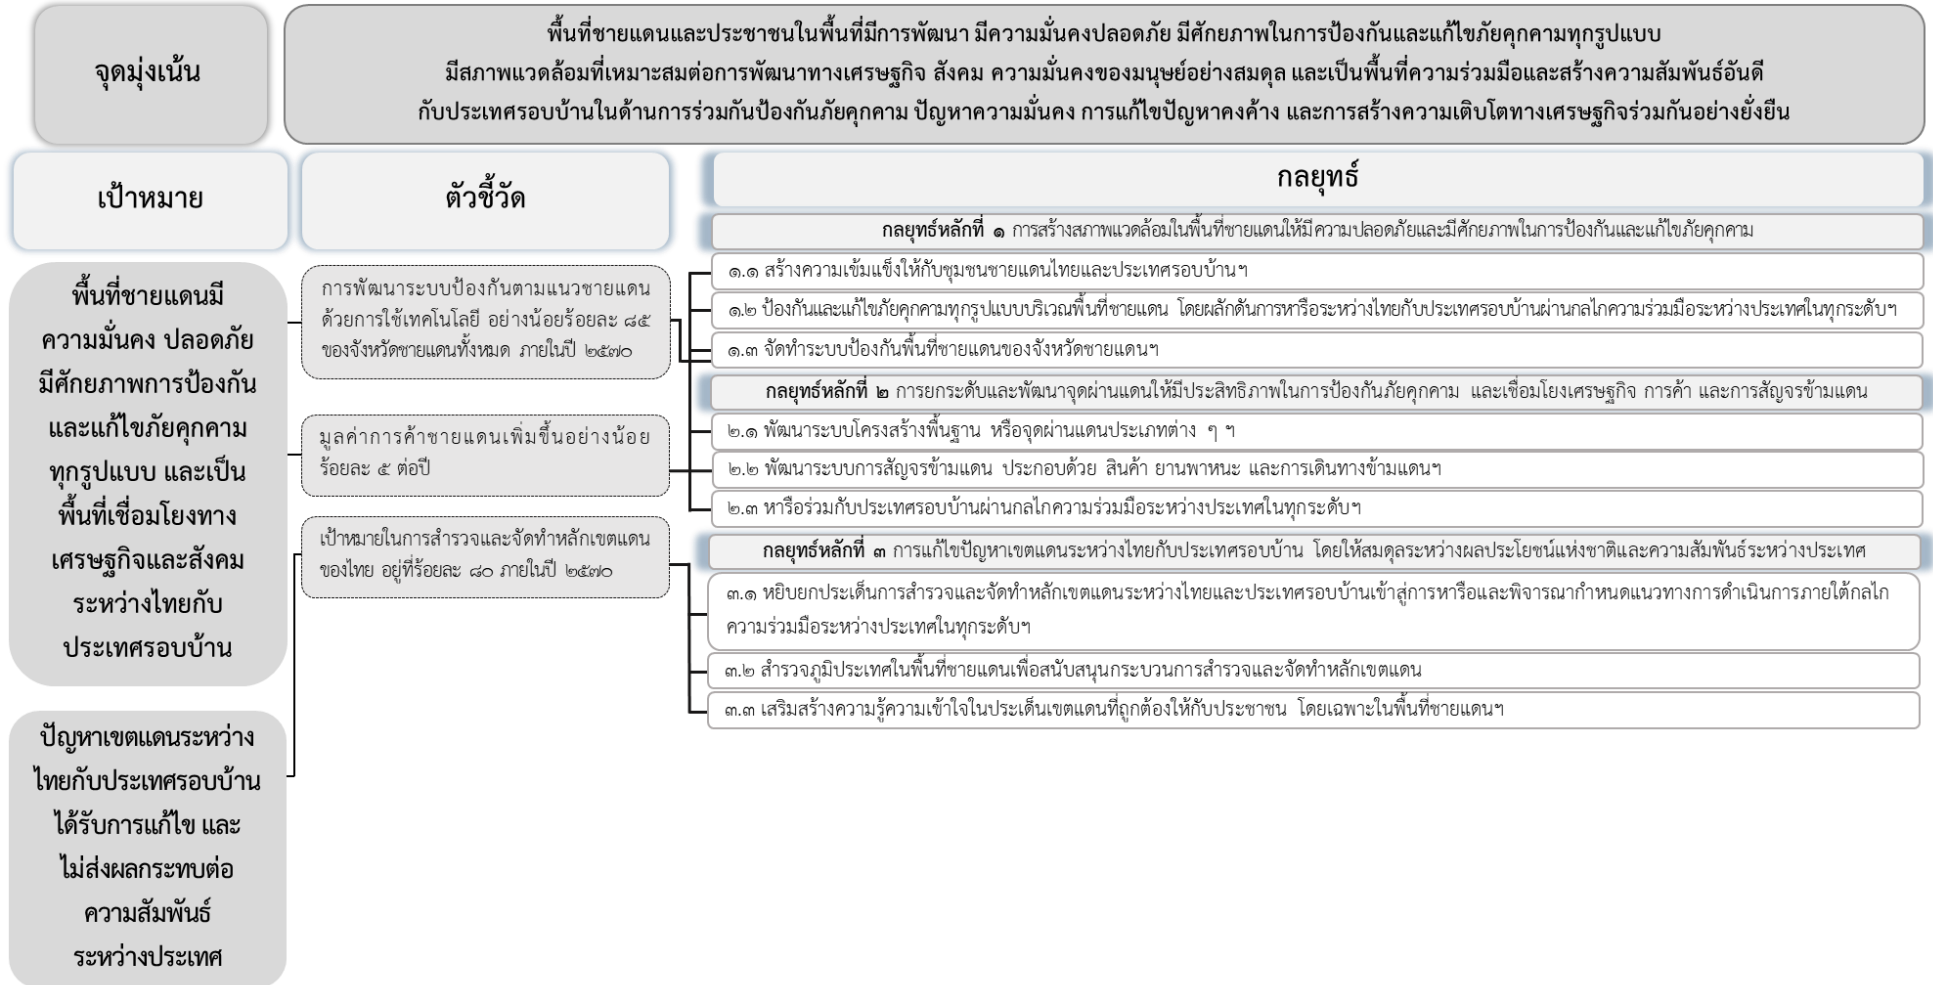 จุดมุ่งเน้น
พื้นที่ชายแดนและประชาชนในพื้นที่มีการพัฒนา มีความมั่นคงปลอดภัย มีศักยภาพในการป้องกันและแก้ไขภัยคุกคามทุกรูปแบบ
มีสภาพแวดล้อมที่เหมาะสมต่อการพัฒนาทางเศรษฐกิจ สังคม ความมั่นคงของมนุษย์อย่างสมดุล และเป็นพื้นที่ความร่วมมือและสร้างความสัมพันธ์อันดี
กับประเทศรอบบ้านในด้านการร่วมกันป้องกันภัยคุกคาม ปัญหาความมั่นคง การแก้ไขปัญหาคงค้าง และการสร้างความเติบโตทางเศรษฐกิจร่วมกันอย่างยั่งยืน
เป้าหมาย
ตัวชี้วัด
กลยุทธ์
พื้นที่ชายแดนมี
ความมั่นคง ปลอดภัย
มีศักยภาพการป้องกัน
และแก้ไขภัยคุกคาม
ทุกรูปแบบ และเป็น
พื้นที่เชื่อมโยงทาง
เศรษฐกิจและสังคม
ระหว่างไทยกับ
ประเทศรอบบ้าน
ปัญหาเขตแดนระหว่าง
ไทยกับประเทศรอบบ้าน
ได้รับการแก้ไข และ
ไม่ส่งผลกระทบต่อ
ความสัมพันธ์
ระหว่างประเทศ
การพัฒนาระบบป้องกันตามแนวชายแดน
ด้วยการใช้เทคโนโลยี อย่างน้อยร้อยละ ๘๕
ของจังหวัดชายแดนทั้งหมด ภายในปี ๒๕๗๐
มูลค่าการค้าชายแดนเพิ่มขึ้นอย่างน้อย
ร้อยละ ๕ ต่อปี
เป้าหมายในการสำรวจและจัดทำหลักเขตแดน
ของไทย อยู่ที่ร้อยละ ๘๐ ภายในปี ๒๕๗๐
กลยุทธ์หลักที่ ๑ การสร้างสภาพแวดล้อมในพื้นที่ชายแดนให้มีความปลอดภัยและมีศักยภาพในการป้องกันและแก้ไขภัยคุกคาม
๑.๑ สร้างความเข้มแข็งให้กับชุมชนชายแดนไทยและประเทศรอบบ้านฯ
๑.๒ ป้องกันและแก้ไขภัยคุกคามทุกรูปแบบบริเวณพื้นที่ชายแดน โดยผลักดันการหารือระหว่างไทยกับประเทศรอบบ้านผ่านกลไกความร่วมมือระหว่างประเทศในทุกระดับฯ
๑.๓ จัดทำระบบป้องกันพื้นที่ชายแดนของจังหวัดชายแดนฯ
กลยุทธ์หลักที่ ๒ การยกระดับและพัฒนาจุดผ่านแดนให้มีประสิทธิภาพในการป้องกันภัยคุกคาม และเชื่อมโยงเศรษฐกิจ การค้า และการสัญจรข้ามแดน
๒.๑ พัฒนาระบบโครงสร้างพื้นฐาน หรือจุดผ่านแดนประเภทต่าง ๆ ฯ
๒.๒ พัฒนาระบบการสัญจรข้ามแดน ประกอบด้วย สินค้า ยานพาหนะ และการเดินทางข้ามแดนฯ
๒.๓ หารือร่วมกับประเทศรอบบ้านผ่านกลไกความร่วมมือระหว่างประเทศในทุกระดับฯ
กลยุทธ์หลักที่ ๓ การแก้ไขปัญหาเขตแดนระหว่างไทยกับประเทศรอบบ้าน โดยให้สมดุลระหว่างผลประโยชน์แห่งชาติและความสัมพันธ์ระหว่างประเทศ
๓.๑ หยิบยกประเด็นการสำรวจและจัดทำหลักเขตแดนระหว่างไทยและประเทศรอบบ้านเข้าสู่การหารือและพิจารณากำหนดแนวทางการดำเนินการภายใต้กลไก
ความร่วมมือระหว่างประเทศในทุกระดับฯ
๓.๒ สำรวจภูมิประเทศในพื้นที่ชายแดนเพื่อสนับสนุนกระบวนการสำรวจและจัดทำหลักเขตแดน
๓.๓ เสริมสร้างความรู้ความเข้าใจในประเด็นเขตแดนที่ถูกต้องให้กับประชาชน โดยเฉพาะในพื้นที่ชายแดนฯ